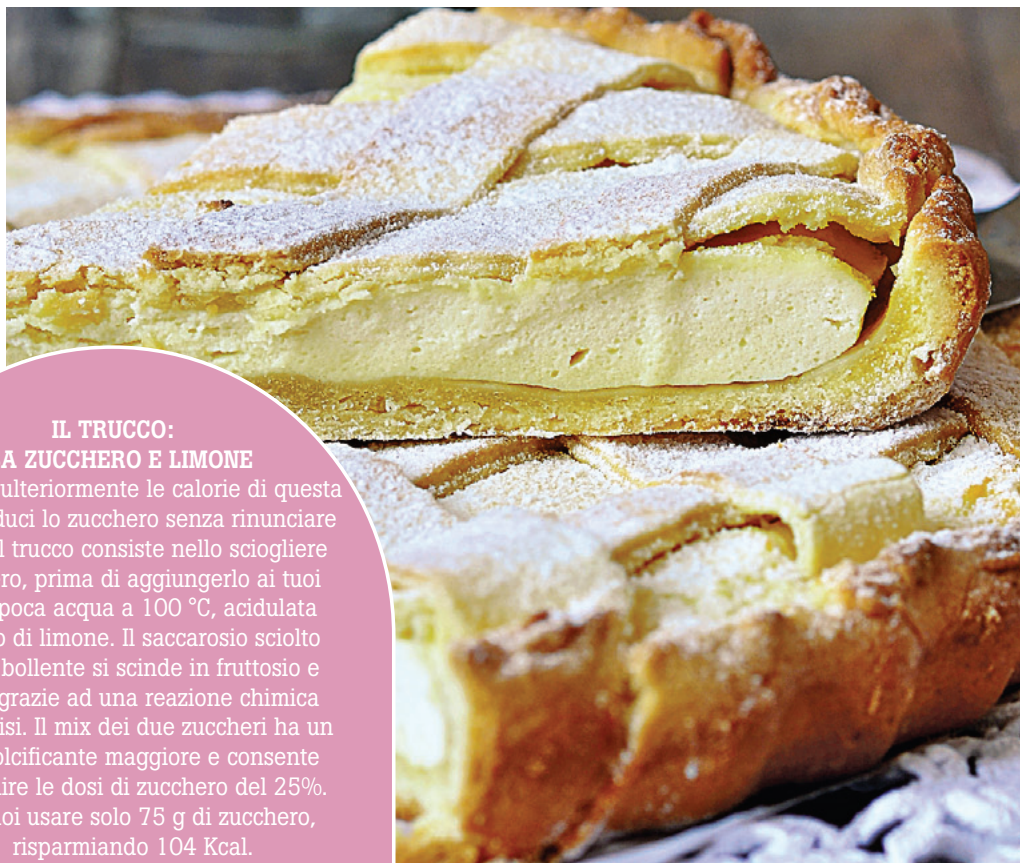 IL TRUCCO:
A ZUCCHERO E LIMONE
ulteriormente le calorie di questa
duci lo zucchero senza rinunciare
l trucco consiste nello sciogliere
ro, prima di aggiungerlo ai tuoi
poca acqua a 100 °C, acidulata
o di limone. Il saccarosio sciolto
bollente si scinde in fruttosio e
grazie ad una reazione chimica
isi. Il mix dei due zuccheri ha un
olcificante maggiore e consente
ire le dosi di zucchero del 25%.
oi usare solo 75 g di zucchero,
risparmiando 104 Kcal.